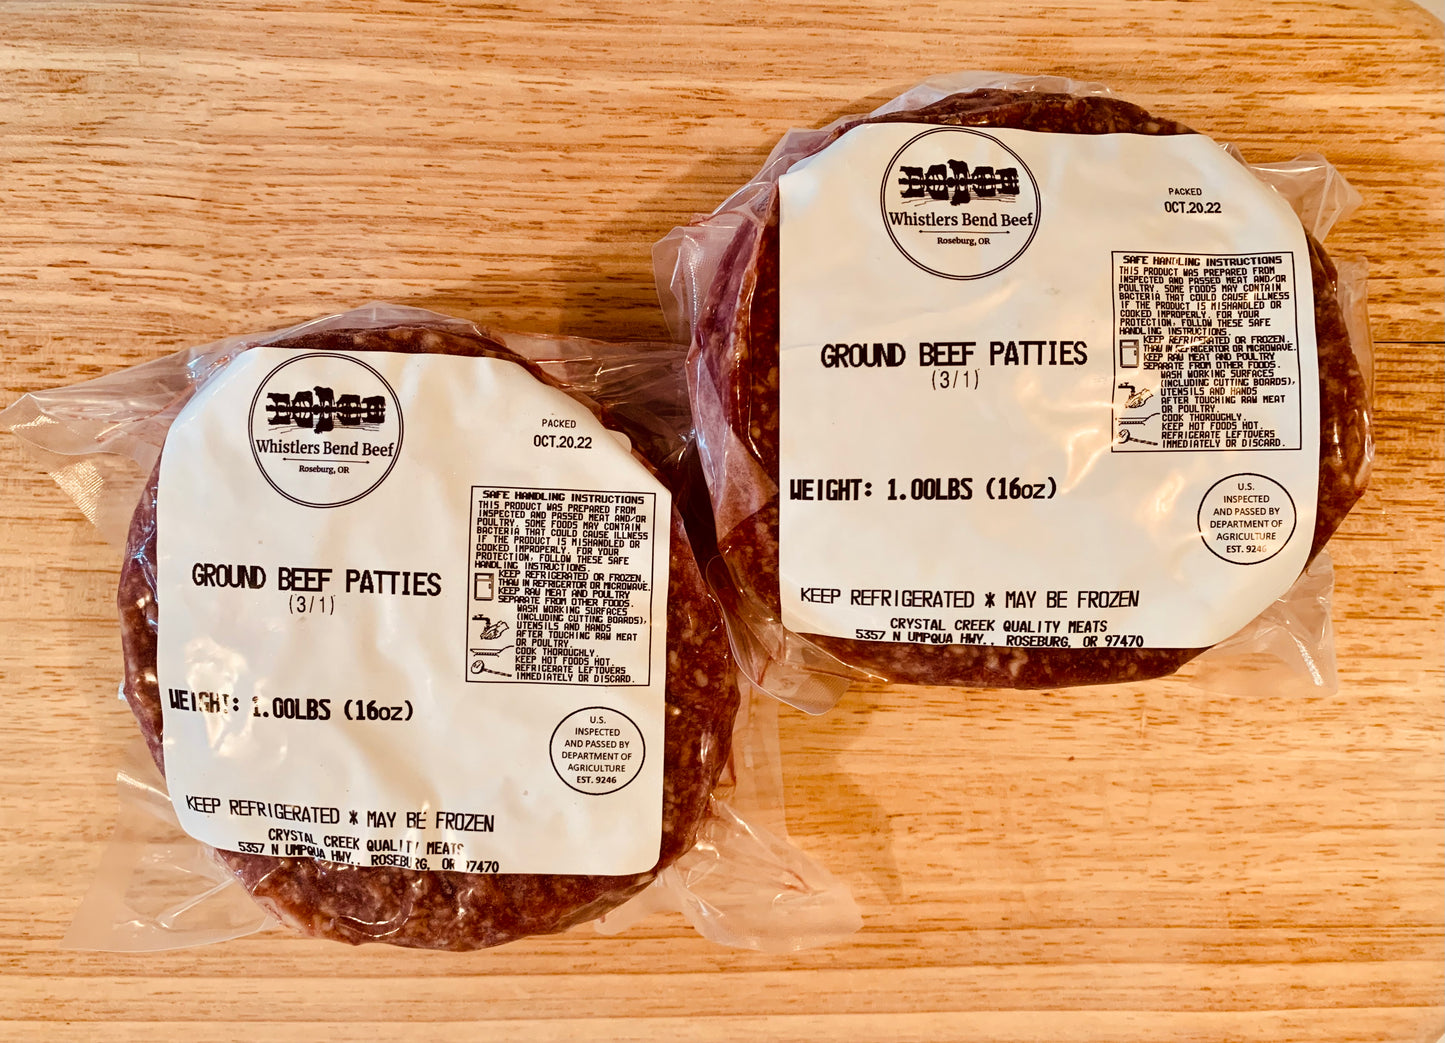 Whistlers Bend Beef
Roseburg, OR
PACKED
OCT.20.22
SAFE HANDLING INSTRUCTIONS
THIS PRODUCT WAS PREPARED FROM
INSPECTED AND PASSED MEAT AND/OR
POULTRY. SOME FOODS MAY CONTAIN
BACTERIA THAT COULD CAUSE ILLNESS
IF THE PRODUCT IS MISHANDLED OR
COOKED IMPROPERLY. FOR YOUR
PROTECTION, FOLLOW THESE SAFE
HANDLING INSTRUCTIONS.
KEEP REFRIGERATED OR FROZEN.
THAW IN REFRIGERTOR OR MICROWAVE.
KEEP RAW MEAT AND POULTRY
SEPARATE FROM OTHER FOODS.
WASH WORKING SURFACES
(INCLUDING CUTTING BOARDS),
UTENSILS AND HANDS
AFTER TOUCHING RAW MEAT
OR POULTRY.
COOK THOROUGHLY.
KEEP HOT FOODS HOT.
REFRIGERATE LEFTOVERS
IMMEDIATELY OR DISCARD.
GROUND BEEF PATTIES
(3/1)
WEIGHT: 1.00LBS (16oz)
U.S.
INSPECTED
AND PASSED BY
DEPARTMENT OF
AGRICULTURE
EST. 9246
KEEP REFRIGERATED * MAY BE FROZEN
CRYSTAL CREEK QUALITY MEATS
5357 N UMPQUA HWY., ROSEBURG, OR 97470
Whistlers Bend Beef
Roseburg, OR
PACKED
OCT.20.22
SAFE HANDLING INSTRUCTIONS
THIS PRODUCT WAS PREPARED FROM
INSPECTED AND PASSED MEAT AND/OR
POULTRY. SOME FOODS MAY CONTAIN
BACTERIA THAT COULD CAUSE ILLNESS
IF THE PRODUCT IS MISHANDLED OR
COOKED IMPROPERLY. FOR YOUR
PROTECTION, FOLLOW THESE SAFE
HANDLING INSTRUCTIONS.
KEEP REFRIGERATED OR FROZEN.
THAW IN REFRIGERTOR OR MICROWAVE.
KEEP RAW MEAT AND POULTRY
SEPARATE FROM OTHER FOODS.
WASH WORKING SURFACES
(INCLUDING CUTTING BOARDS),
UTENSILS AND HANDS
AFTER TOUCHING RAW MEAT
OR POULTRY.
COOK THOROUGHLY.
KEEP HOT FOODS HOT.
REFRIGERATE LEFTOVERS
IMMEDIATELY OR DISCARD.
GROUND BEEF PATTIES
(3/1)
WEIGHT: 1.00LBS (16oz)
U.S.
INSPECTED
AND PASSED BY
DEPARTMENT OF
AGRICULTURE
EST. 9246
KEEP REFRIGERATED * MAY BE FROZEN
CRYSTAL CREEK QUALITY MEATS
5357 N UMPQUA HWY., ROSEBURG, OR 97470